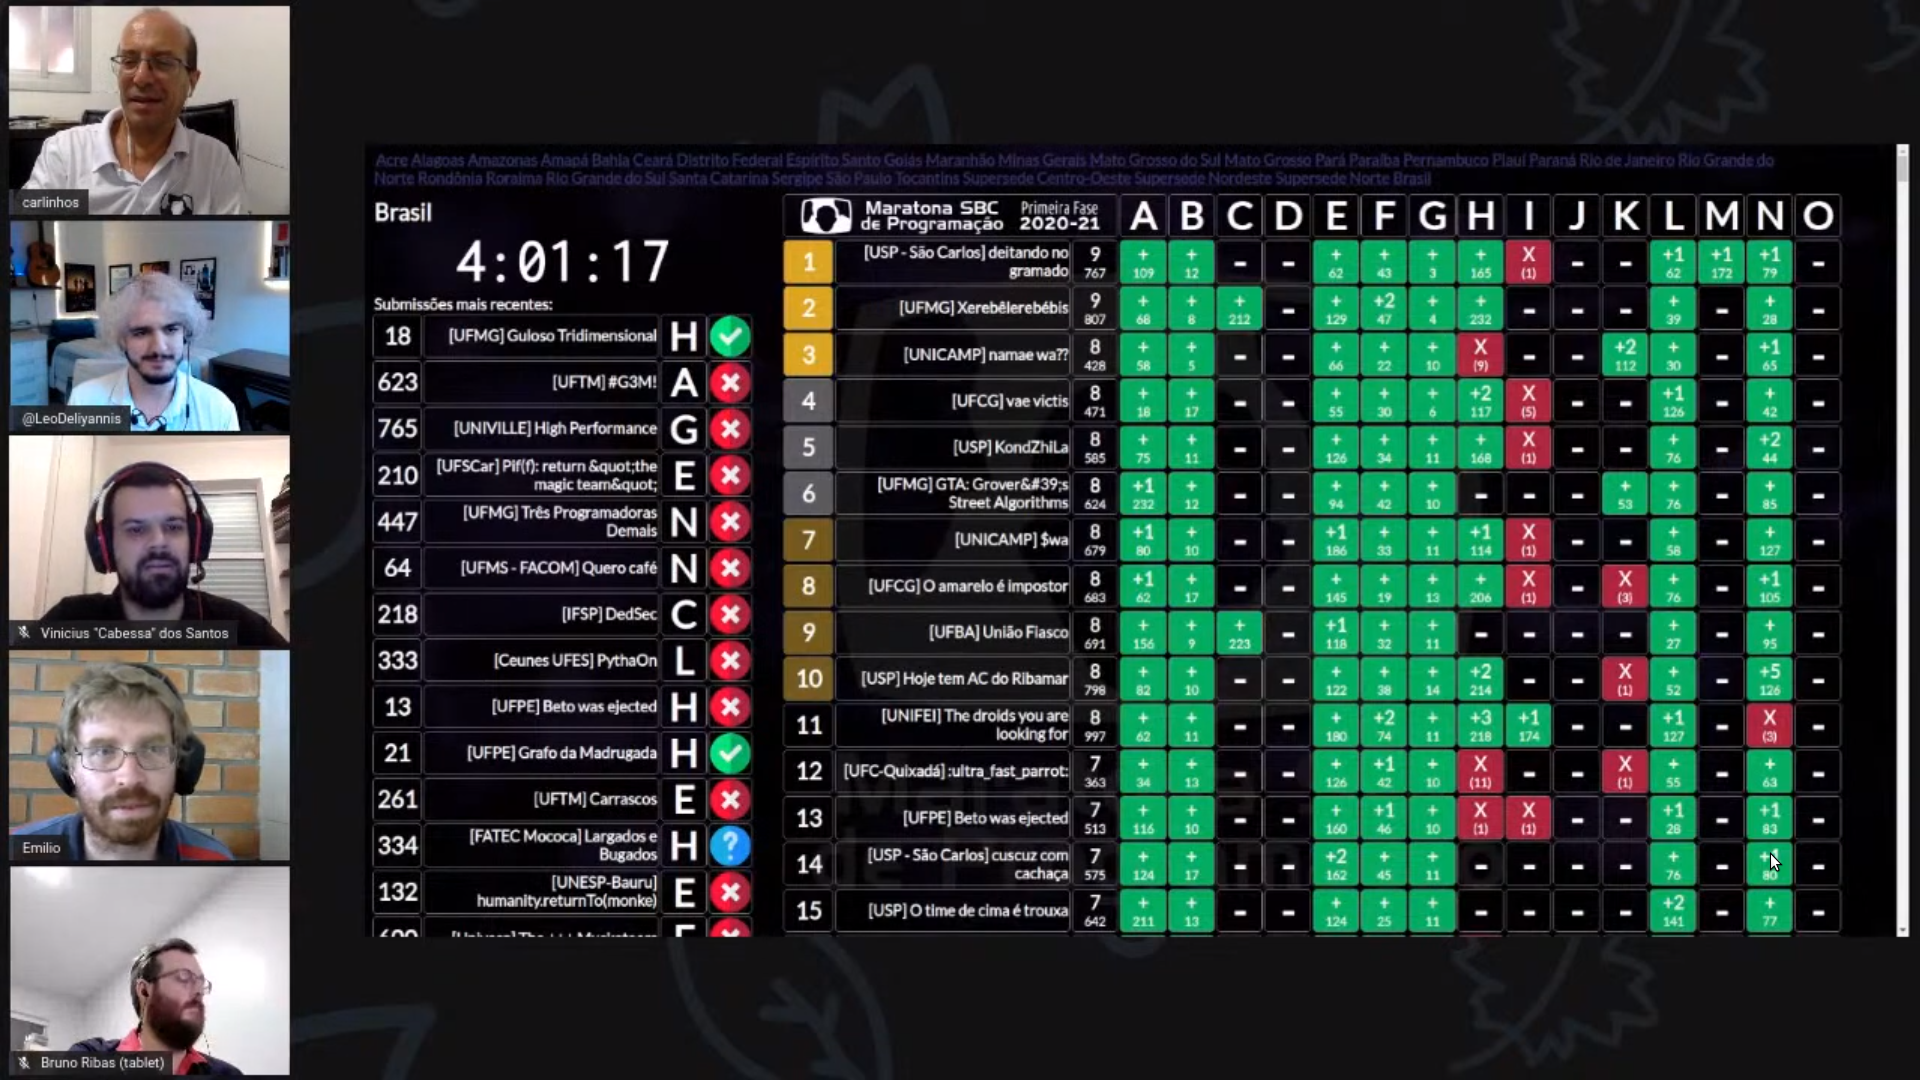 carlinhos
@LeoDeliyannis
Vinicius "Cabessa" dos Santos
Emilio
Bruno Ribas (tablet)
Acre Alagoas Amazonas Amapá Bahia Ceará Distrito Federal Espírito Santo Goiás Maranhão Minas Gerais Mato Grosso do Sul Mato Grosso Pará Paraíba Pernambuco Piauí Paraná Rio de Janeiro Rio Grande do
Norte Rondônia Roraima Rio Grande do Sul Santa Catarina Sergipe São Paulo Tocantins Supersede Centro-Oeste Supersede Nordeste Supersede Norte Brasil
Brasil
4:01:17
Submissões mais recentes:
18 [UFMG] Guloso Tridimensional H
623 [UFTM] #G3M! A
765 [UNIVILLE] High Performance G
210 [UFSCar] Pif(f): return &quot;the
magic team&quot; E
447 [UFMG] Três Programadoras
Demais N
64 [UFMS - FACOM] Quero café N
218 [IFSP] DedSec C
333 [Ceunes UFES] PythaOn L
13 [UFPE] Beto was ejected H
21 [UFPE] Grafo da Madrugada H
261 [UFTM] Carrascos E
334 [FATEC Mococa] Largados e
Bugados H ?
132 [UNESP-Bauru]
humanity.returnTo(monke) E
Maratona SBC
de Programação
Primeira Fase
2020-21
A B C D E F G H I J K L M N O
1 [USP - São Carlos] deitando no
gramado 9 + + - - + + + + X - - +1 +1 +1 -
767 109 12 62 43 3 165 (1) 62 172 79
2 [UFMG] Xerebêlerebébis 9 + + + - + +2 + + - - - + - + -
807 68 8 212 129 47 4 232 39 28
3 [UNICAMP] namae wa?? 8 + + - - + + + X - - +2 + - +1 -
428 58 5 66 22 10 (9) 112 30 65
4 [UFCG] vae victis 8 + + - - + + + +2 X - - +1 - + -
471 18 17 55 30 6 117 (5) 126 42
5 [USP] KondZhiLa 8 + + - - + + + + X - - + - +2 -
585 75 11 126 34 11 168 (1) 76 44
6 [UFMG] GTA: Grover&#39;s
Street Algorithms 8 +1 + - - + + + - - - + + - + -
624 232 12 94 42 10 53 76 85
7 [UNICAMP] $wa 8 +1 + - - +1 + + +1 X - - + - + -
679 80 10 186 33 11 114 (1) 58 127
8 [UFCG] O amarelo é impostor 8 +1 + - - + + + + X - X + - +1 -
683 62 17 145 19 13 206 (1) (3) 76 105
9 [UFBA] União Fiasco 8 + + + - +1 + + - - - - + - + -
691 156 9 223 118 32 11 27 95
10 [USP] Hoje tem AC do Ribamar 8 + + - - + + + +2 - - X + - +5 -
798 82 10 122 38 14 214 (1) 52 126
11 [UNIFEI] The droids you are
looking for 8 + + - - + +2 + +3 +1 - - +1 - X -
997 62 11 180 74 11 218 174 127 (3)
12 [UFC-Quixadá] :ultra_fast_parrot: 7 + + - - + +1 + X - - X + - + -
363 34 13 126 42 10 (11) (1) 55 63
13 [UFPE] Beto was ejected 7 + + - - + +1 + X X - - +1 - +1 -
513 116 10 160 46 10 (1) (1) 28 83
14 [USP - São Carlos] cuscuz com
cachaça 7 + + - - +2 + + - - - - + - -
575 124 17 162 45 11 76 80
15 [USP] O time de cima é trouxa 7 + + - - + + + - - - - +2 - + -
642 211 13 124 25 11 141 77